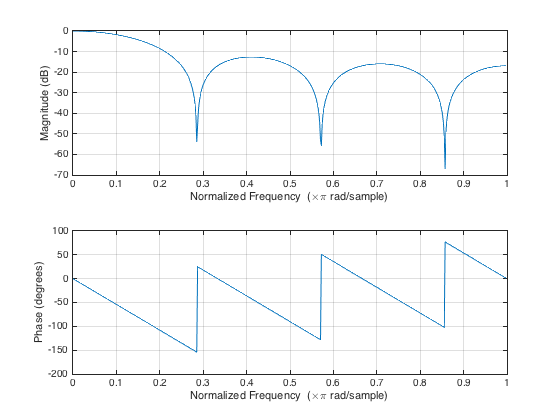 0
-10
-20
-30
-40
-50
-60
-70
Magnitude (dB)
0 0.1 0.2 0.3 0.4 0.5 0.6 0.7 0.8 0.9 1
Normalized Frequency (×π rad/sample)
100
50
0
-50
-100
-150
-200
Phase (degrees)
0 0.1 0.2 0.3 0.4 0.5 0.6 0.7 0.8 0.9 1
Normalized Frequency (×π rad/sample)